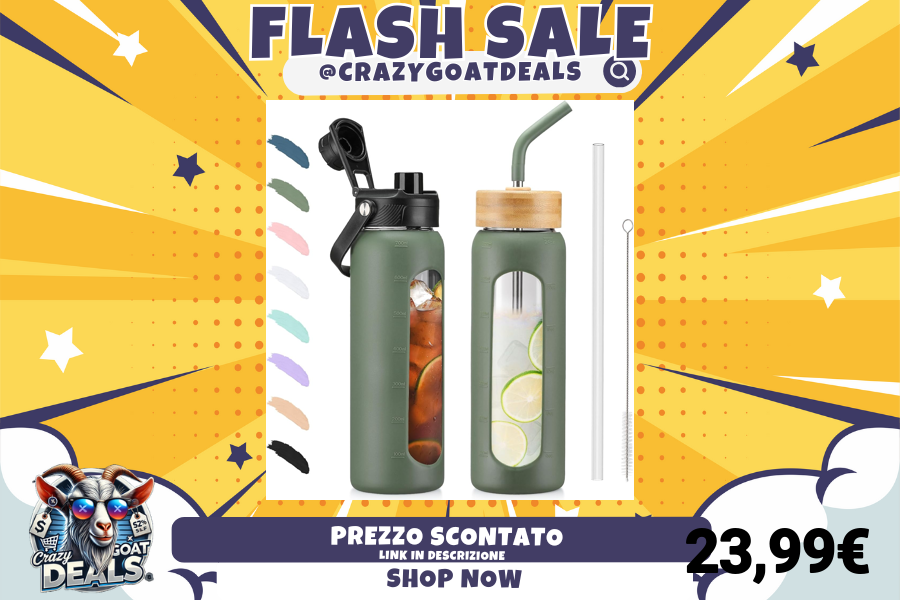 FLASH SALE
@CRAZYGOATDEALS
PREZZO SCONTATO
LINK IN DESCRIZIONE
SHOP NOW
23,99€
$
Crazy
GOAT
DEALS